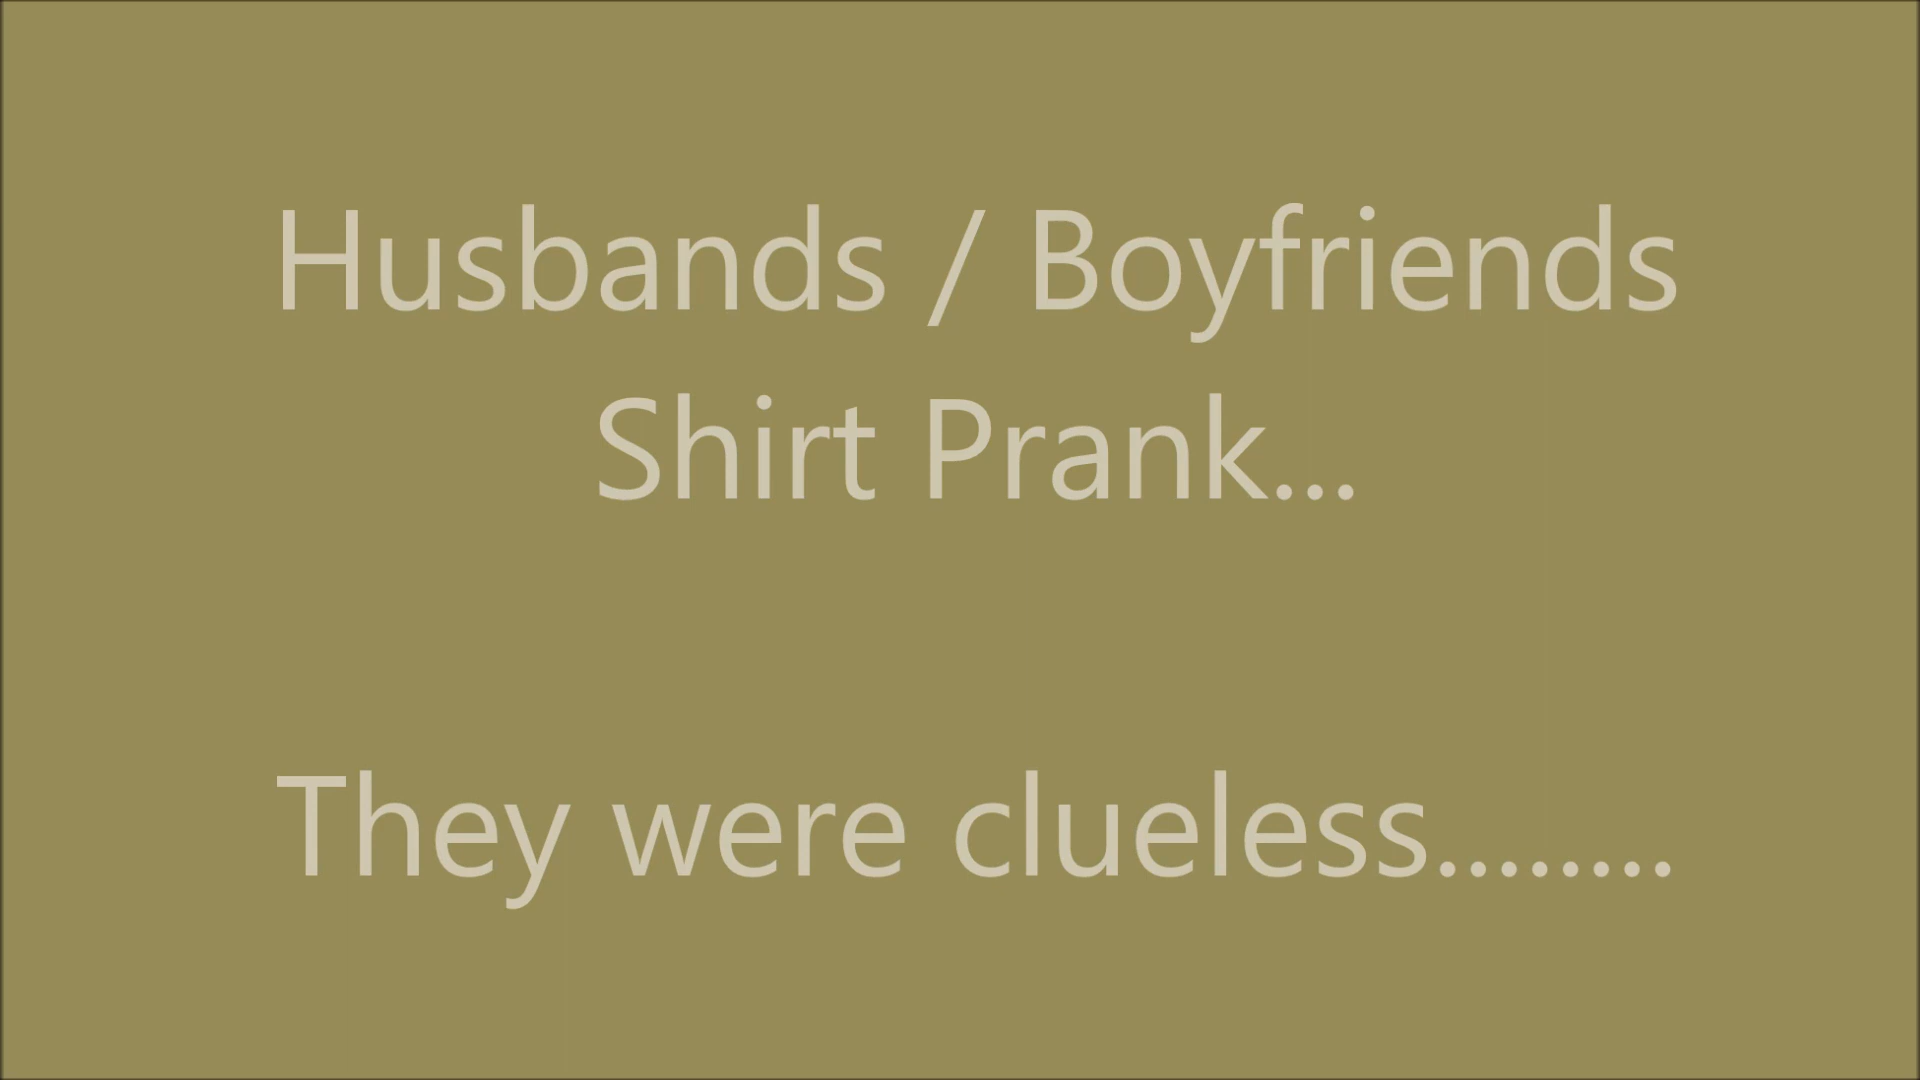 Husbands / Boyfriends
Shirt Prank...
They were clueless........